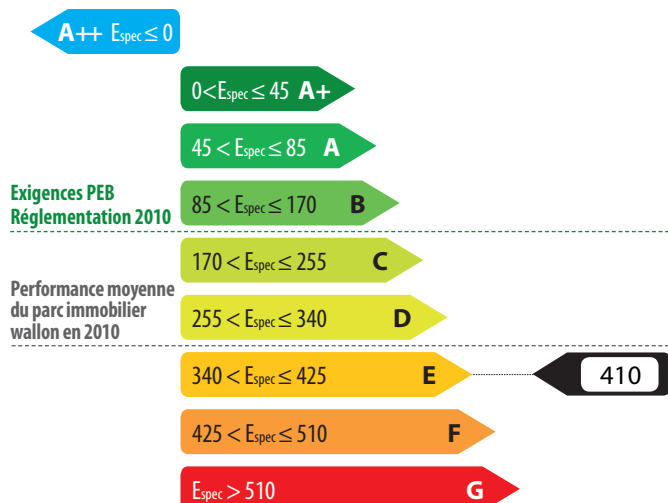 A++ Espec ≤ 0
0<Espec ≤ 45 A+
45 < Espec ≤ 85 A
Exigences PEB
Réglementation 2010
85 < Espec ≤ 170 B
170 < Espec ≤ 255 C
Performance moyenne
du parc immobilier
wallon en 2010
255 < Espec ≤ 340 D
340 < Espec ≤ 425 E
410
425 < Espec ≤ 510 F
Espec > 510 G